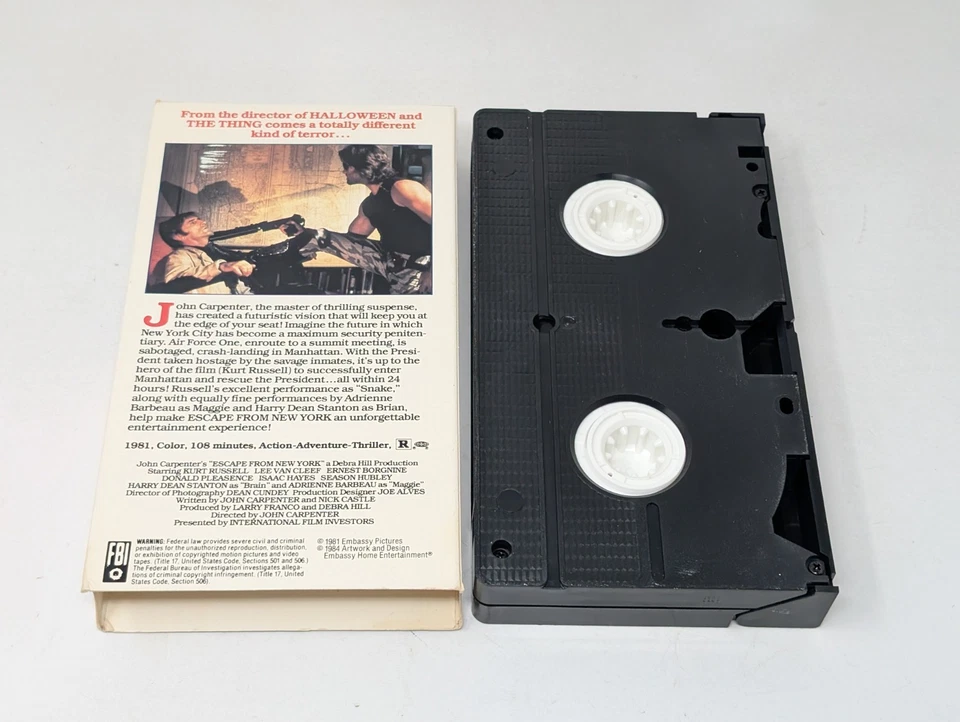 From the director of HALLOWEEN and
THE THING comes a totally different
kind of terror...
John Carpenter, the master of thrilling suspense,
has created a futuristic vision that will keep you at
the edge of your seat! Imagine the future in which
New York City has become a maximum security peniten-
tiary. Air Force One, enroute to a summit meeting, is
sabotaged, crash-landing in Manhattan. With the Presi-
dent taken hostage by the savage inmates, it's up to the
hero of the film (Kurt Russell) to successfully enter
Manhattan and rescue the President...all within 24
hours! Russell's excellent performance as "Snake,"
along with equally fine performances by Adrienne
Barbeau as Maggie and Harry Dean Stanton as Brian,
help make ESCAPE FROM NEW YORK an unforgettable
entertainment experience!
1981, Color, 108 minutes, Action-Adventure-Thriller, R
John Carpenter's "ESCAPE FROM NEW YORK" a Debra Hill Production
Starring KURT RUSSELL LEE VAN CLEEF ERNEST BORGNINE
DONALD PLEASENCE ISAAC HAYES SEASON HUBLEY
HARRY DEAN STANTON as "Brain" and ADRIENNE BARBEAU as "Maggie"
Director of Photography DEAN CUNDEY Production Designer JOE ALVES
Written by JOHN CARPENTER and NICK CASTLE
Produced by LARRY FRANCO and DEBRA HILL
Directed by JOHN CARPENTER
Presented by INTERNATIONAL FILM INVESTORS
FBI
WARNING: Federal law provides severe civil and criminal
penalties for the unauthorized reproduction, distribution,
or exhibition of copyrighted motion pictures and video
tapes. (Title 17, United States Code, Sections 501 and 506.)
The Federal Bureau of Investigation investigates allega-
tions of criminal copyright infringement. (Title 17, United
States Code, Section 506).
© 1981 Embassy Pictures
© 1984 Artwork and Design
Embassy Home Entertainment®